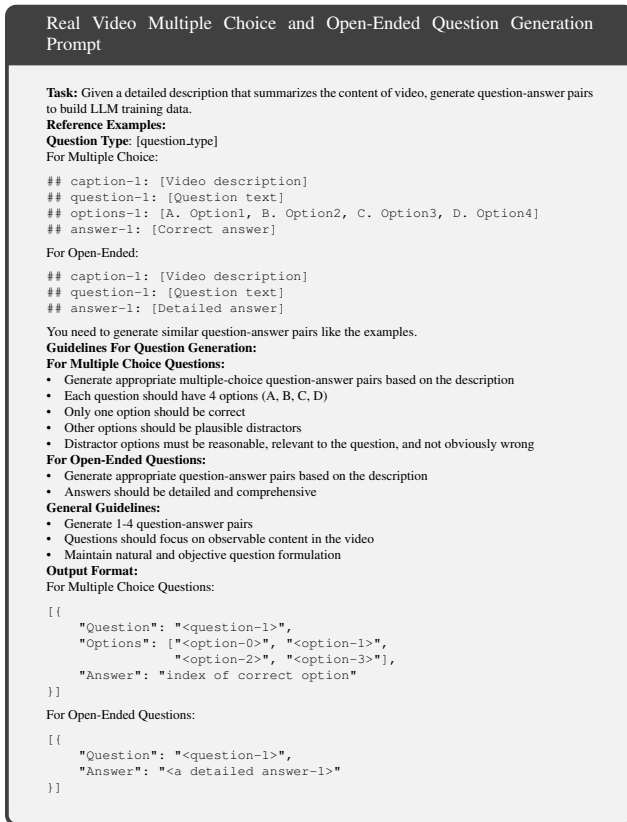 Real Video Multiple Choice and Open-Ended Question Generation
Prompt
Task: Given a detailed description that summarizes the content of video, generate question-answer pairs
to build LLM training data.
Reference Examples:
Question Type: [question_type]
For Multiple Choice:
## caption-1: [Video description]
## question-1: [Question text]
## options-1: [A. Option1, B. Option2, C. Option3, D. Option4]
## answer-1: [Correct answer]
For Open-Ended:
## caption-1: [Video description]
## question-1: [Question text]
## answer-1: [Detailed answer]
You need to generate similar question-answer pairs like the examples.
Guidelines For Question Generation:
For Multiple Choice Questions:
• Generate appropriate multiple-choice question-answer pairs based on the description
• Each question should have 4 options (A, B, C, D)
• Only one option should be correct
• Other options should be plausible distractors
• Distractor options must be reasonable, relevant to the question, and not obviously wrong
For Open-Ended Questions:
• Generate appropriate question-answer pairs based on the description
• Answers should be detailed and comprehensive
General Guidelines:
• Generate 1-4 question-answer pairs
• Questions should focus on observable content in the video
• Maintain natural and objective question formulation
Output Format:
For Multiple Choice Questions:
[{
"Question": "<question-1>",
"Options": ["<option-0>", "<option-1>",
"<option-2>", "<option-3>"],
"Answer": "index of correct option"
}]
For Open-Ended Questions:
[{
"Question": "<question-1>",
"Answer": "<a detailed answer-1>"
}]